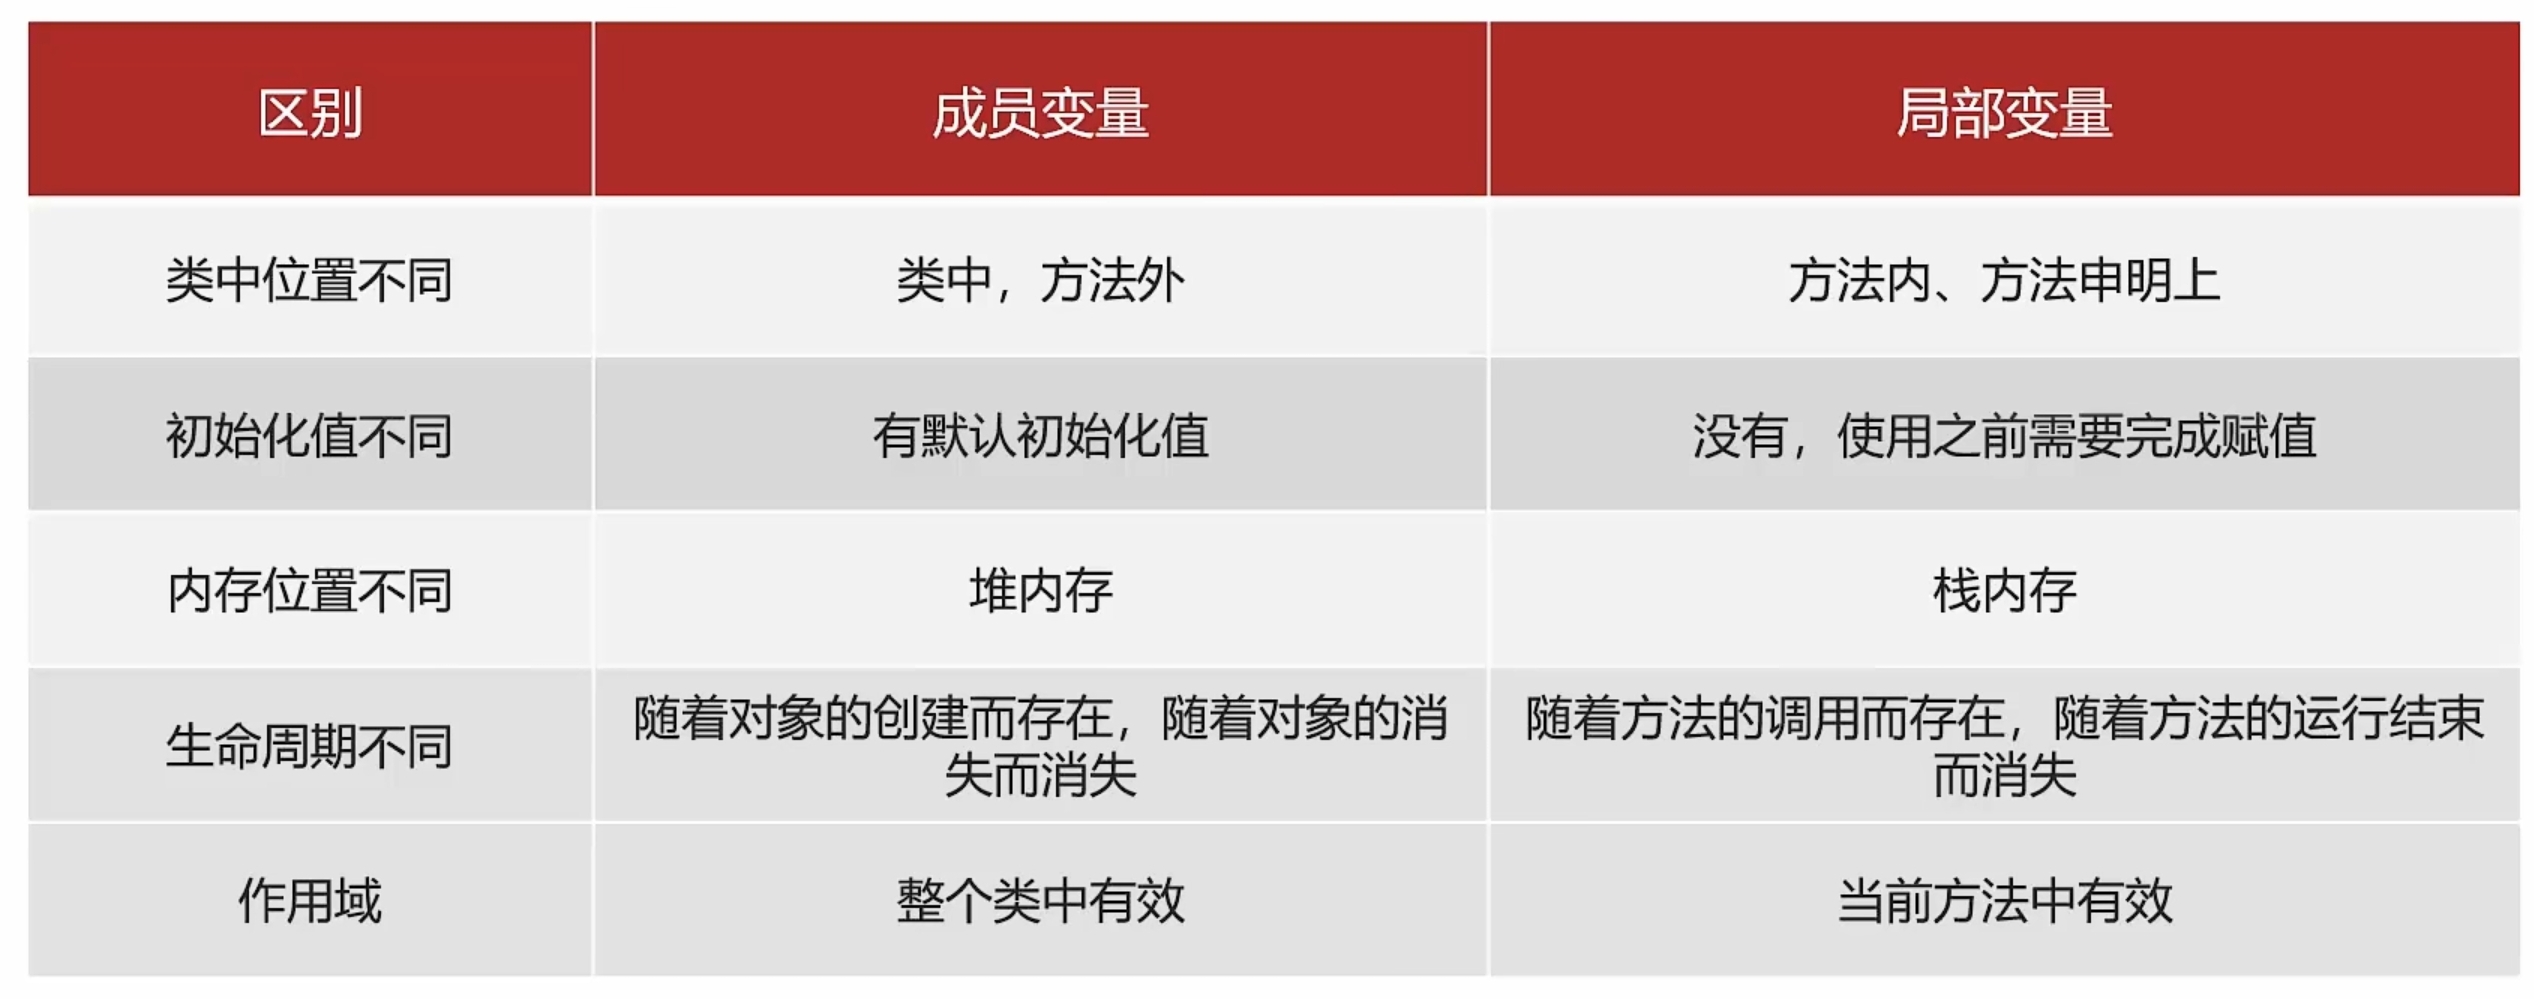 区别
成员变量
局部变量
类中位置不同
类中，方法外
方法内、方法申明上
初始化值不同
有默认初始化值
没有，使用之前需要完成赋值
内存位置不同
堆内存
栈内存
生命周期不同
随着对象的创建而存在，随着对象的消
失而消失
随着方法的调用而存在，随着方法的运行结束
而消失
作用域
整个类中有效
当前方法中有效